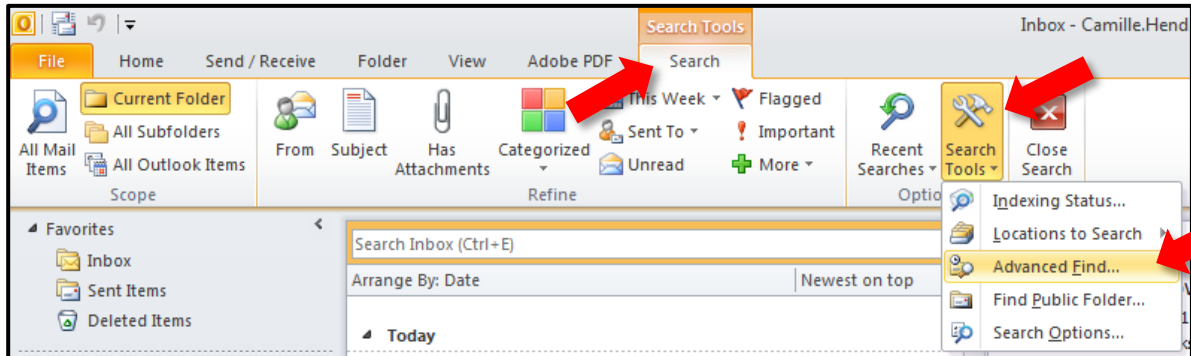 Search Tools
Inbox - Camille.Hend
File Home Send / Receive Folder View Adobe PDF Search
Current Folder
All Subfolders
All Outlook Items
All Mail Items
Scope
From
Subject
Has Attachments
Categorized
This Week
Sent To
Unread
Flagged
Important
More
Refine
Recent Searches
Search Tools
Close Search
Optio
Indexing Status...
Locations to Search
Advanced Find...
Find Public Folder...
Search Options...
Favorites
Inbox
Sent Items
Deleted Items
Search Inbox (Ctrl+E)
Arrange By: Date
Newest on top
Today